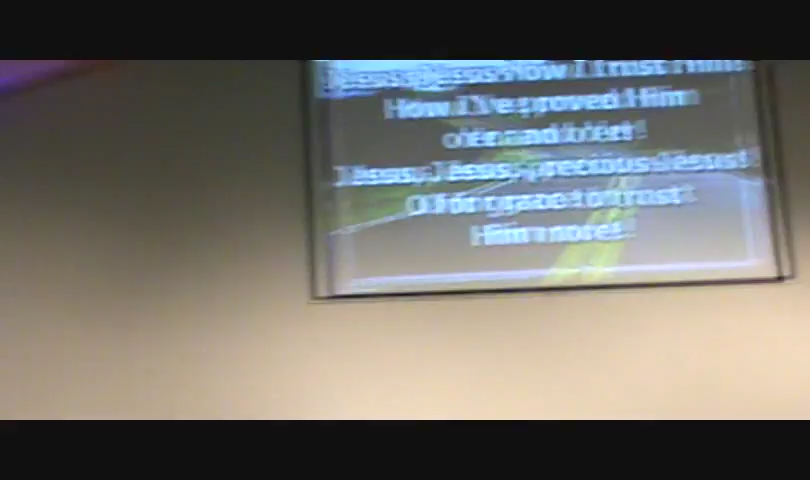 Jesus, Jesus, How I Trust Him!
How I've proved Him
o'er and o'er!
Jesus, Jesus, precious Jesus!
O for grace to trust
Him more!